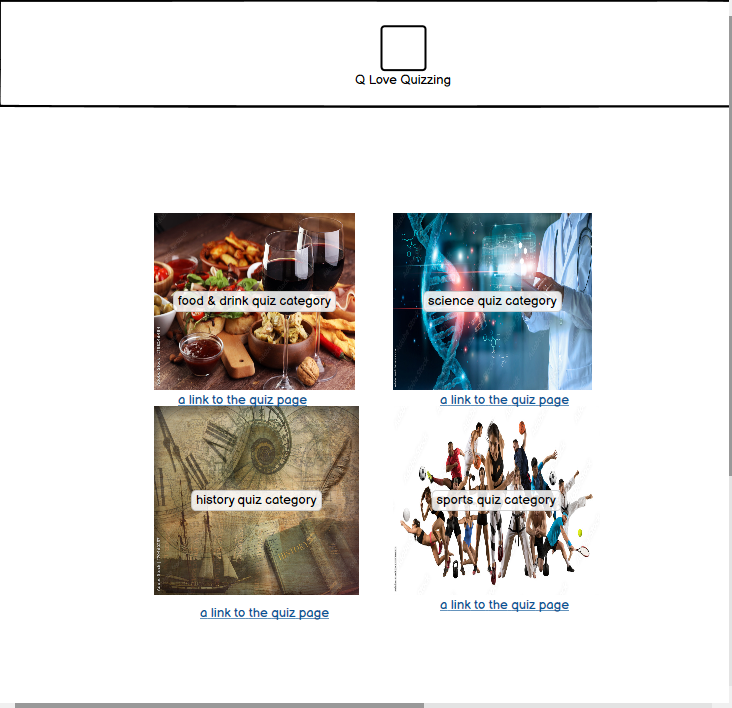 Q Love Quizzing
food & drink quiz category
science quiz category
a link to the quiz page
a link to the quiz page
history quiz category
sports quiz category
HISTORY
a link to the quiz page
a link to the quiz page